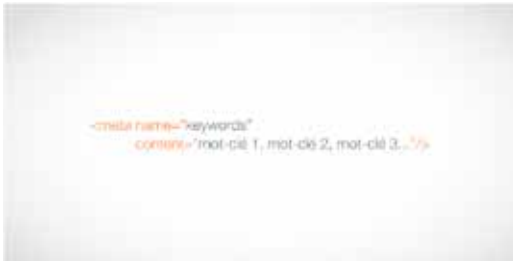 <meta name="keywords"
content="mot-clé 1, mot-clé 2, mot-clé 3..."/>